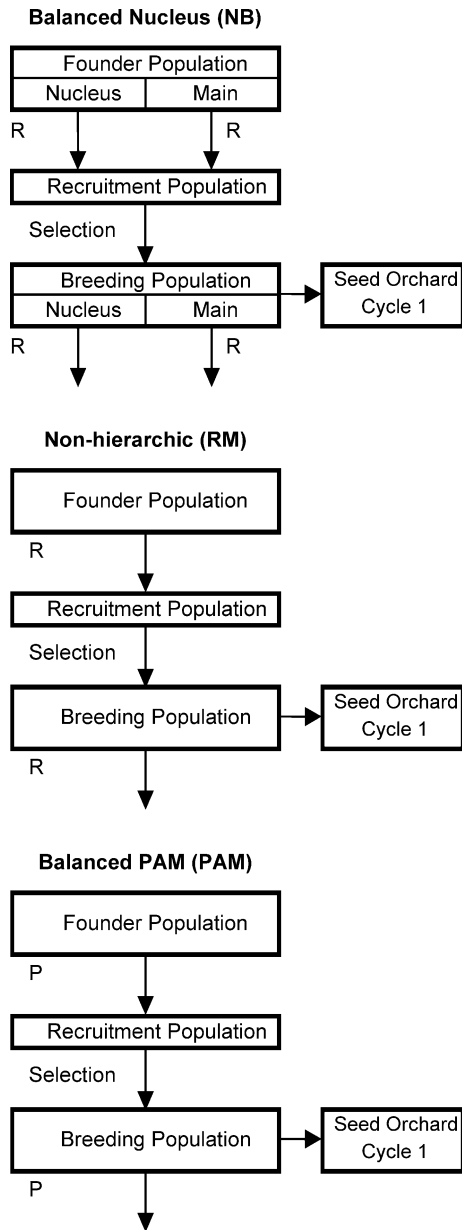 Balanced Nucleus (NB)
Founder Population
Nucleus Main
R R
Recruitment Population
Selection
Breeding Population
Seed Orchard
Cycle 1
Nucleus Main
R R
Non-hierarchic (RM)
Founder Population
R
Recruitment Population
Selection
Breeding Population
Seed Orchard
Cycle 1
R
Balanced PAM (PAM)
Founder Population
P
Recruitment Population
Selection
Breeding Population
Seed Orchard
Cycle 1
P